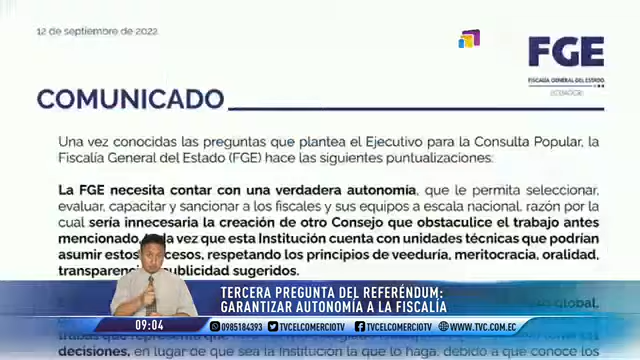 12 de septiembre de 2022
FGE
FISCALÍA GENERAL DEL ESTADO
ECUADOR
COMUNICADO
Una vez conocidas las preguntas que plantea el Ejecutivo para la Consulta Popular, la
Fiscalía General del Estado (FGE) hace las siguientes puntualizaciones:
La FGE necesita contar con una verdadera autonomía, que le permita seleccionar,
evaluar, capacitar y sancionar a los fiscales y sus equipos a escala nacional, razón por la
cual sería innecesaria la creación de otro Consejo que obstaculice el trabajo antes
mencionado, vez que esta Institución cuenta con unidades técnicas que podrían
asumir estos respetando los principios de veeduría, meritocracia, oralidad,
publicidad sugeridos.
TERCERA PREGUNTA DEL REFERÉNDUM:
GARANTIZAR AUTONOMÍA A LA FISCALÍA
global,
09:04 0985184393 TVCELCOMERCIOTV TVCELCOMERCIOTV WWW.TVC.COM.EC
decisiones, en lugar de que sea la Institución la que lo haga, debido a que conoce los